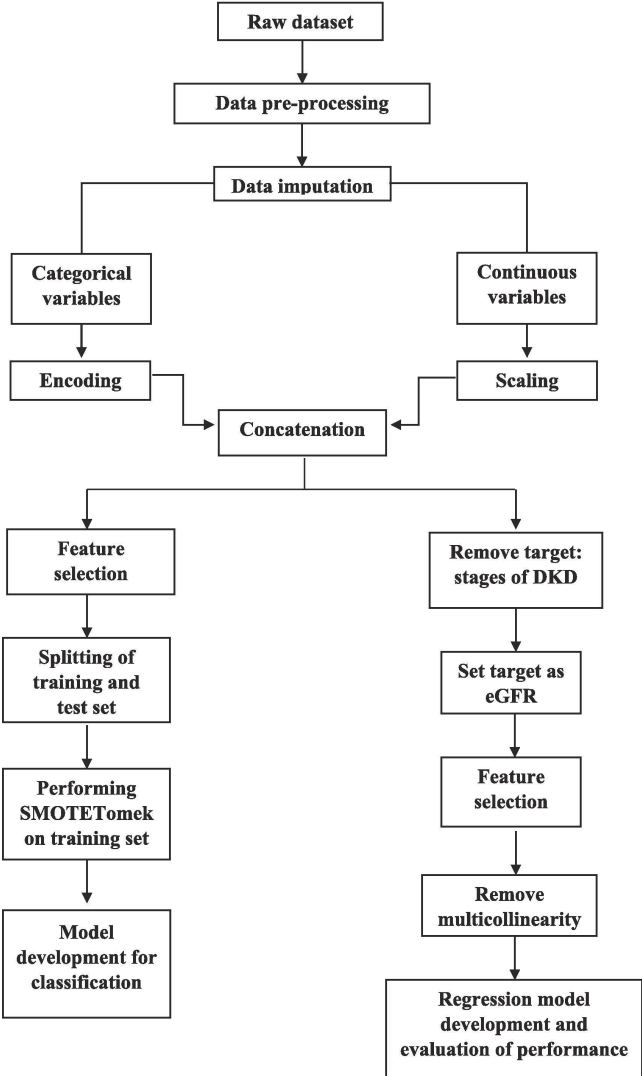 Raw dataset
Data pre-processing
Data imputation
Categorical
variables
Continuous
variables
Encoding
Scaling
Concatenation
Feature
selection
Splitting of
training and
test set
Performing
SMOTETomek
on training set
Model
development for
classification
Remove target:
stages of DKD
Set target as
eGFR
Feature
selection
Remove
multicollinearity
Regression model
development and
evaluation of performance